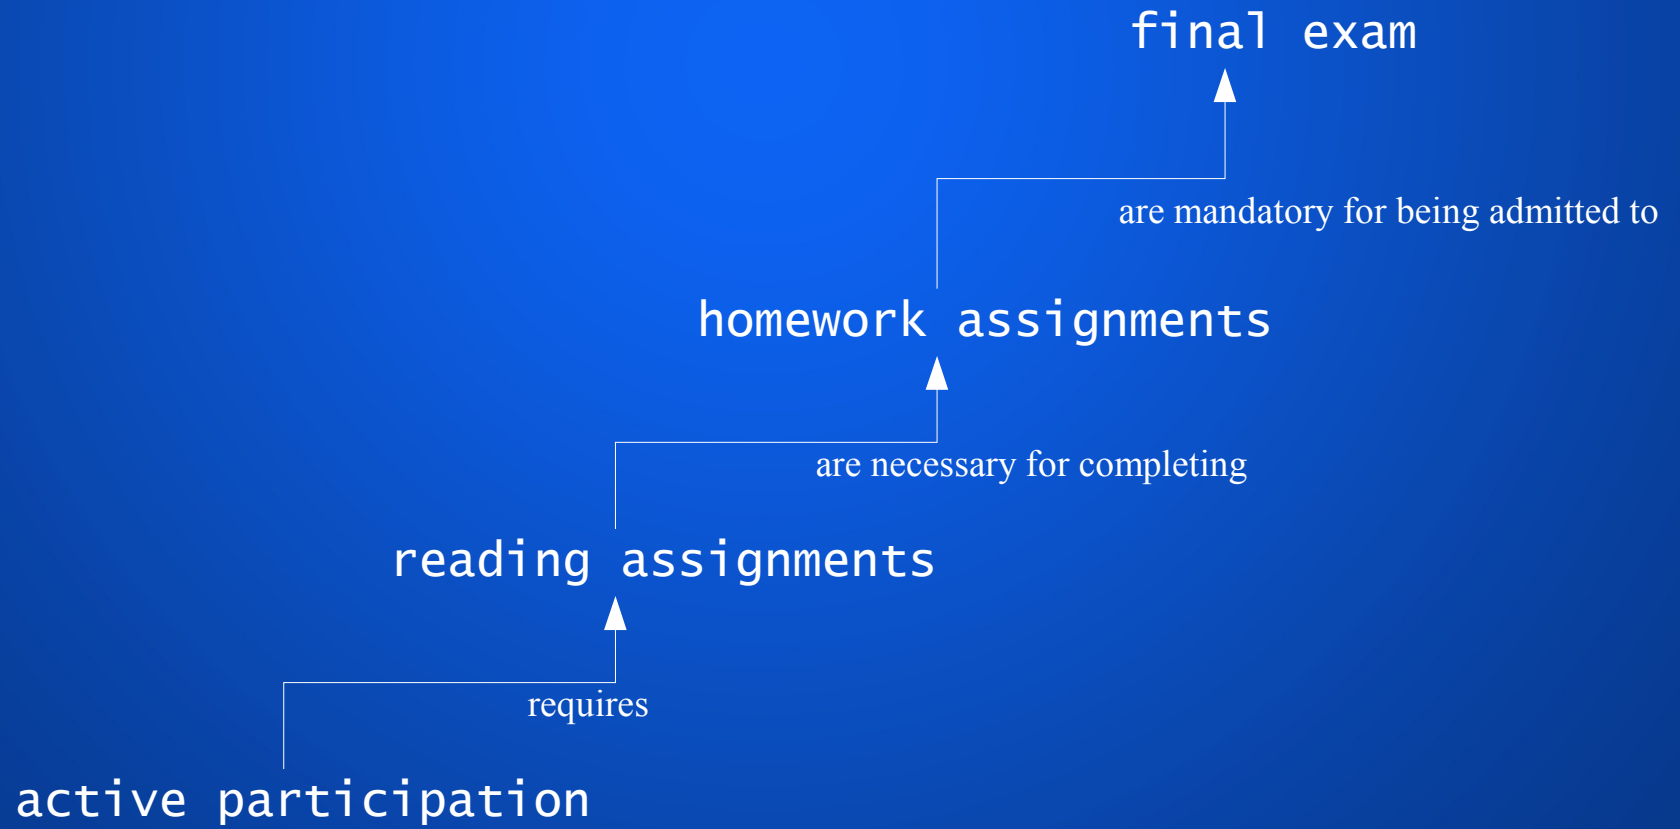 final exam
are mandatory for being admitted to
homework assignments
are necessary for completing
reading assignments
requires
active participation